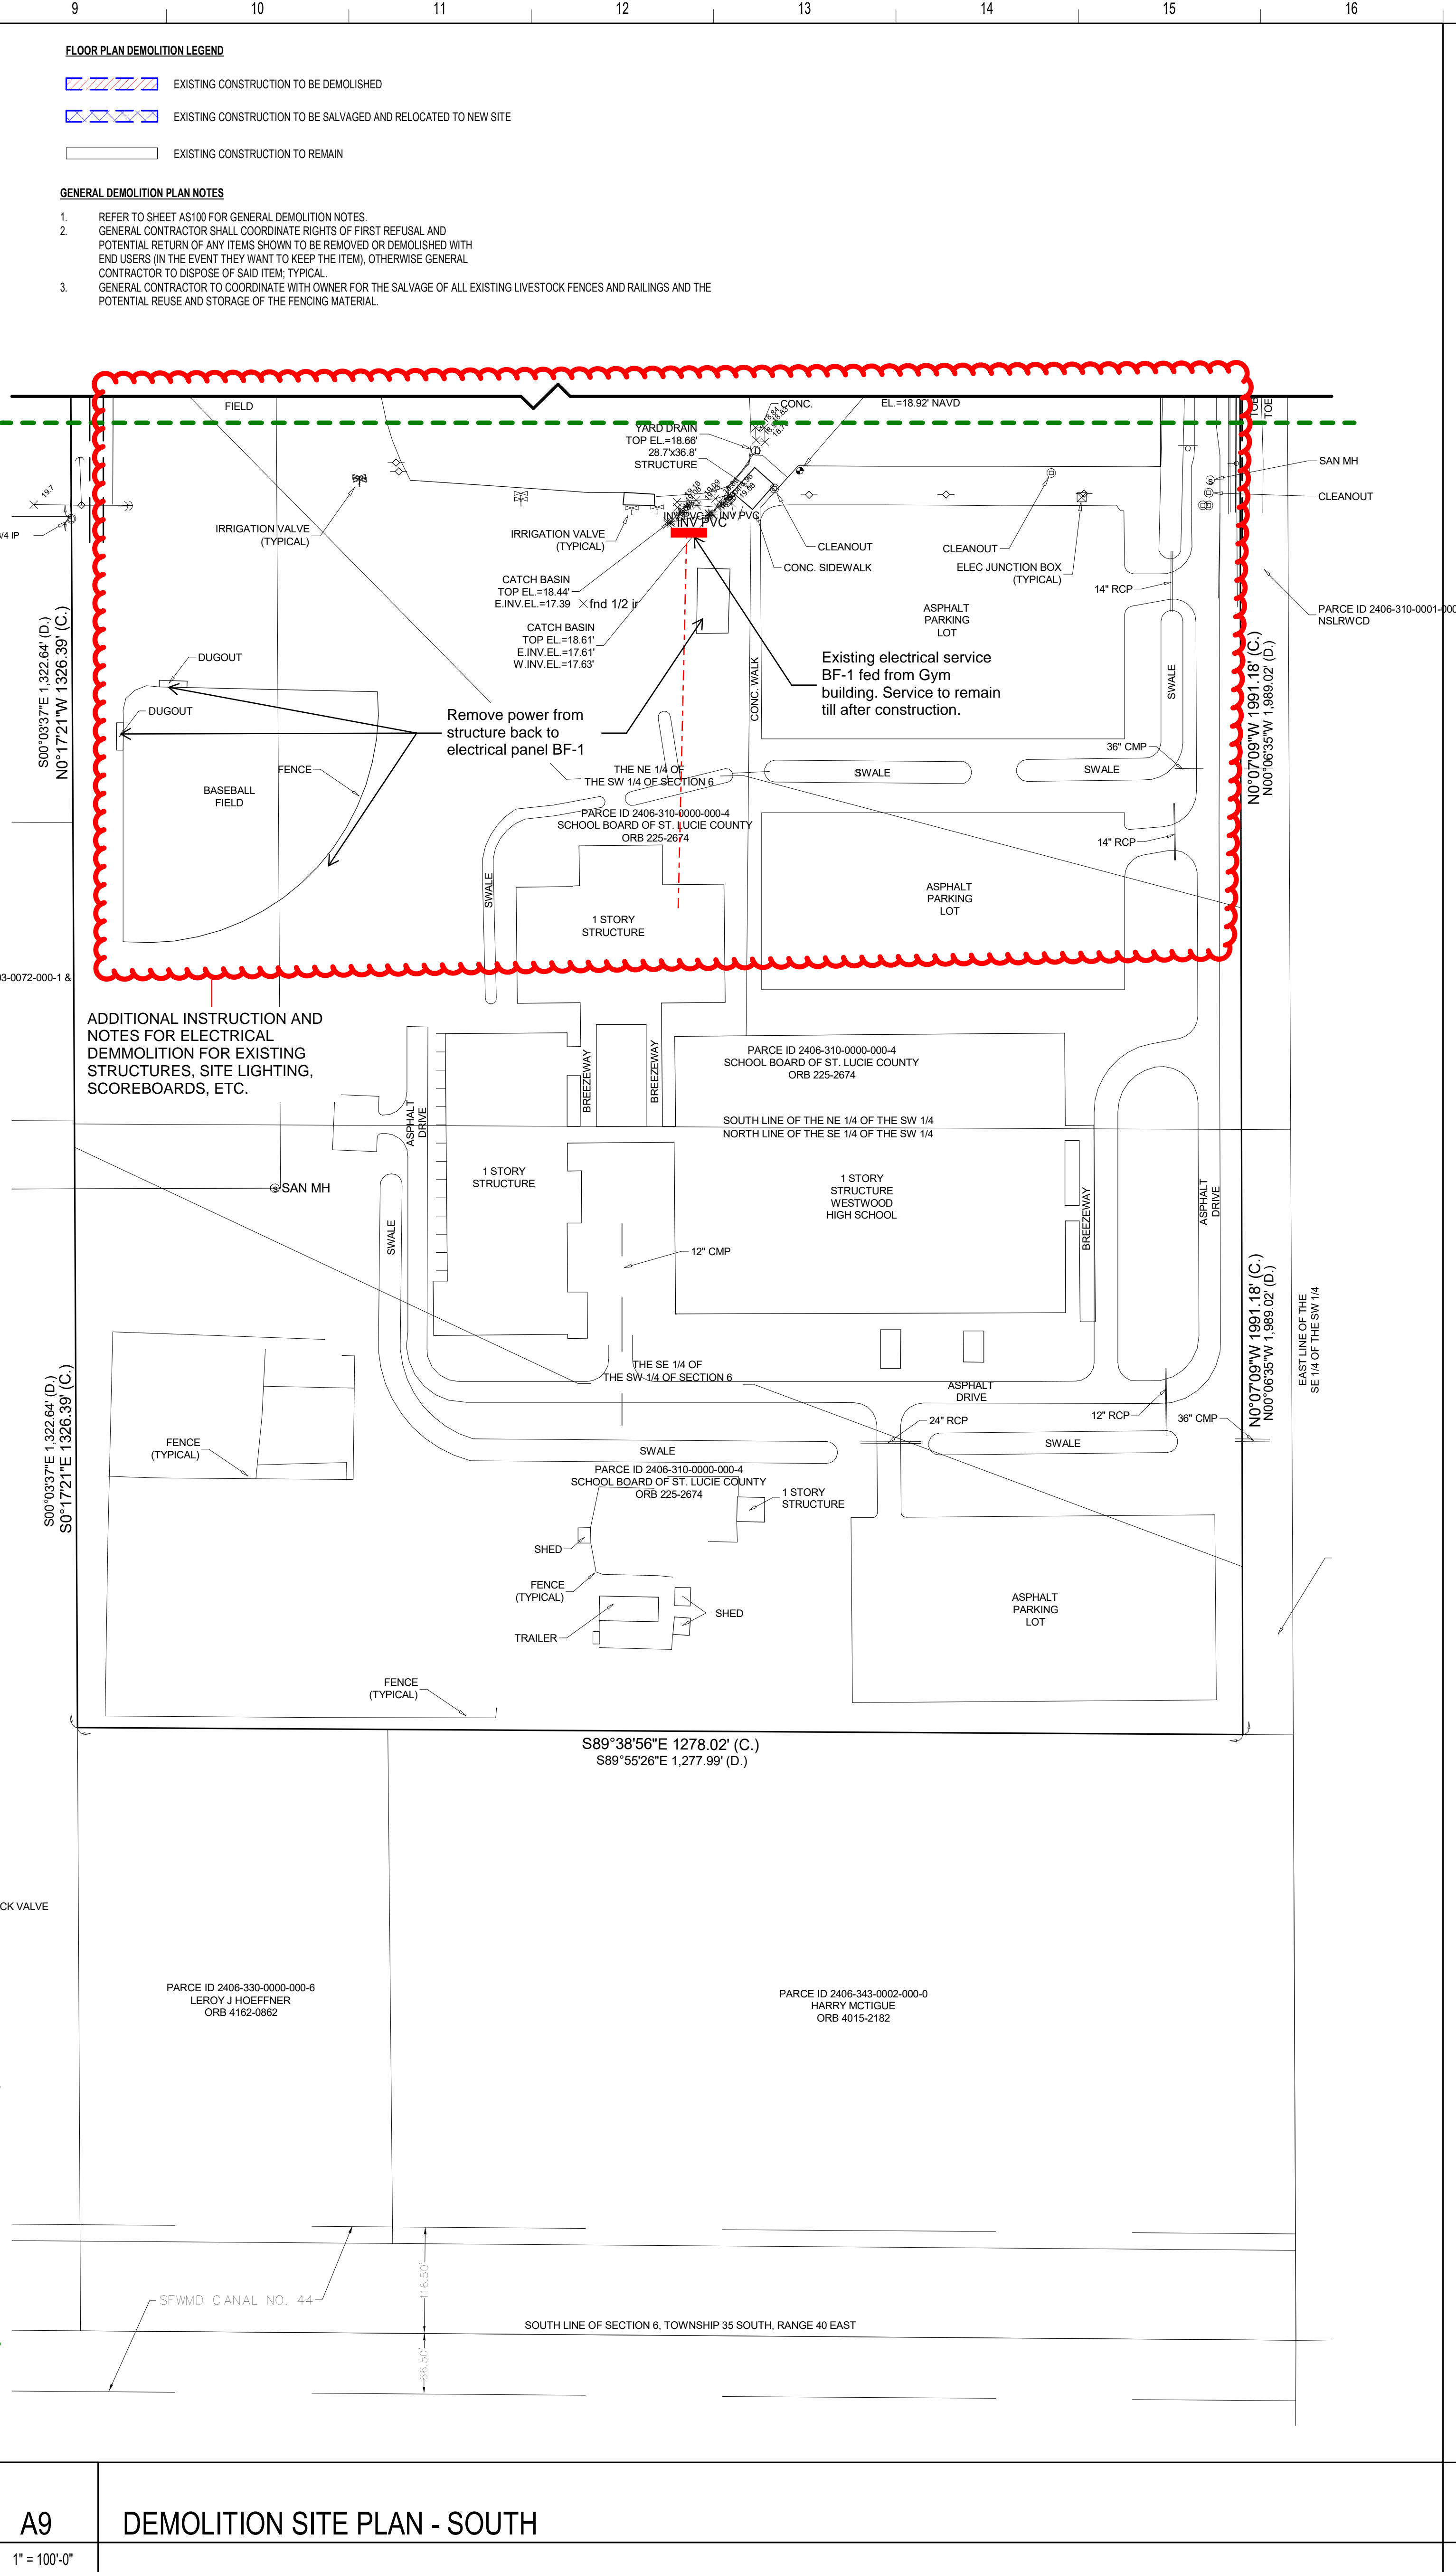 9 10 11 12 13 14 15 16
FLOOR PLAN DEMOLITION LEGEND
EXISTING CONSTRUCTION TO BE DEMOLISHED
EXISTING CONSTRUCTION TO BE SALVAGED AND RELOCATED TO NEW SITE
EXISTING CONSTRUCTION TO REMAIN
GENERAL DEMOLITION PLAN NOTES
1. REFER TO SHEET AS100 FOR GENERAL DEMOLITION NOTES.
2. GENERAL CONTRACTOR SHALL COORDINATE RIGHTS OF FIRST REFUSAL AND
POTENTIAL RETURN OF ANY ITEMS SHOWN TO BE REMOVED OR DEMOLISHED WITH
END USERS (IN THE EVENT THEY WANT TO KEEP THE ITEM), OTHERWISE GENERAL
CONTRACTOR TO DISPOSE OF SAID ITEM; TYPICAL.
3. GENERAL CONTRACTOR TO COORDINATE WITH OWNER FOR THE SALVAGE OF ALL EXISTING LIVESTOCK FENCES AND RAILINGS AND THE
POTENTIAL REUSE AND STORAGE OF THE FENCING MATERIAL.
FIELD
CONC.
EL.=18.92' NAVD
TOB
TOE
YARD DRAIN
TOP EL.=18.66'
28.7'x36.8'
STRUCTURE
SAN MH
CLEANOUT
19.7
/4 IP
IRRIGATION VALVE
(TYPICAL)
IRRIGATION VALVE
(TYPICAL)
INV PVC
INV PVC
CLEANOUT
CONC. SIDEWALK
CLEANOUT
ELEC JUNCTION BOX
(TYPICAL)
14" RCP
CATCH BASIN
TOP EL.=18.44'
E.INV.EL.=17.39
fnd 1/2 ir
CATCH BASIN
TOP EL.=18.61'
E.INV.EL.=17.61'
W.INV.EL.=17.63'
ASPHALT
PARKING
LOT
PARCE ID 2406-310-0001-000
NSLRWCD
S00°03'37"E 1,322.64' (D.)
N0°17'21"W 1326.39' (C.)
DUGOUT
DUGOUT
Existing electrical service
BF-1 fed from Gym
building. Service to remain
till after construction.
CONC. WALK
SWALE
N0°07'09"W 1991.18' (C.)
N00°06'35"W 1,989.02' (D.)
Remove power from
structure back to
electrical panel BF-1
36" CMP
FENCE
BASEBALL
FIELD
THE NE 1/4 OF
THE SW 1/4 OF SECTION 6
SWALE
SWALE
PARCE ID 2406-310-0000-000-4
SCHOOL BOARD OF ST. LUCIE COUNTY
ORB 225-2674
14" RCP
SWALE
1 STORY
STRUCTURE
ASPHALT
PARKING
LOT
03-0072-000-1 &
ADDITIONAL INSTRUCTION AND
NOTES FOR ELECTRICAL
DEMMOLITION FOR EXISTING
STRUCTURES, SITE LIGHTING,
SCOREBOARDS, ETC.
BREEZEWAY
BREEZEWAY
PARCE ID 2406-310-0000-000-4
SCHOOL BOARD OF ST. LUCIE COUNTY
ORB 225-2674
ASPHALT
DRIVE
SOUTH LINE OF THE NE 1/4 OF THE SW 1/4
NORTH LINE OF THE SE 1/4 OF THE SW 1/4
SAN MH
1 STORY
STRUCTURE
1 STORY
STRUCTURE
WESTWOOD
HIGH SCHOOL
BREEZEWAY
ASPHALT
DRIVE
SWALE
12" CMP
N0°07'09"W 1991.18' (C.)
N00°06'35"W 1,989.02' (D.)
EAST LINE OF THE
SE 1/4 OF THE SW 1/4
S00°03'37"E 1,322.64' (D.)
S0°17'21"E 1326.39' (C.)
THE SE 1/4 OF
THE SW 1/4 OF SECTION 6
ASPHALT
DRIVE
12" RCP
36" CMP
24" RCP
FENCE
(TYPICAL)
SWALE
SWALE
PARCE ID 2406-310-0000-000-4
SCHOOL BOARD OF ST. LUCIE COUNTY
ORB 225-2674
1 STORY
STRUCTURE
SHED
FENCE
(TYPICAL)
SHED
TRAILER
ASPHALT
PARKING
LOT
FENCE
(TYPICAL)
S89°38'56"E 1278.02' (C.)
S89°55'26"E 1,277.99' (D.)
CK VALVE
PARCE ID 2406-330-0000-000-6
LEROY J HOEFFNER
ORB 4162-0862
PARCE ID 2406-343-0002-000-0
HARRY MCTIGUE
ORB 4015-2182
116.50'
SFWMD CANAL NO. 44
SOUTH LINE OF SECTION 6, TOWNSHIP 35 SOUTH, RANGE 40 EAST
66.50'
A9 DEMOLITION SITE PLAN - SOUTH
1" = 100'-0"